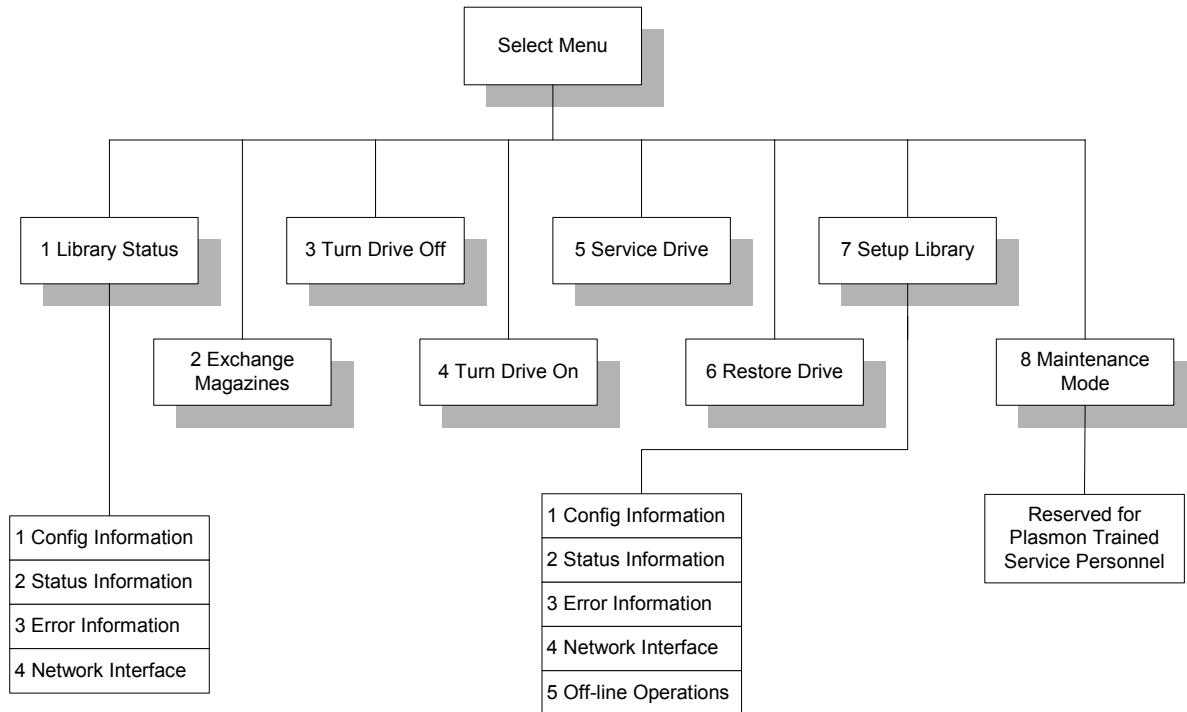 Select Menu
1 Library Status
3 Turn Drive Off
5 Service Drive
7 Setup Library
2 Exchange
Magazines
4 Turn Drive On
6 Restore Drive
8 Maintenance
Mode
1 Config Information
2 Status Information
3 Error Information
4 Network Interface
1 Config Information
2 Status Information
3 Error Information
4 Network Interface
5 Off-line Operations
Reserved for
Plasmon Trained
Service Personnel